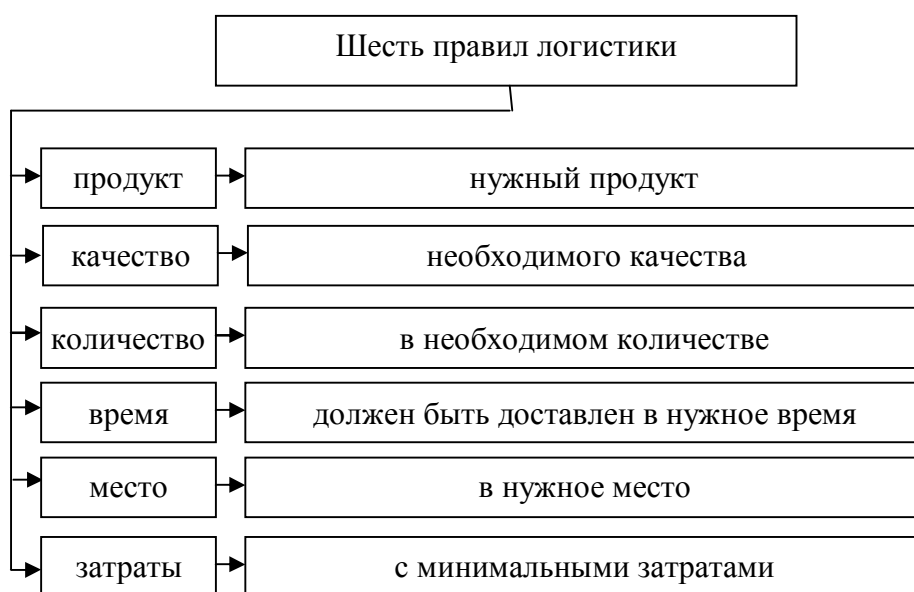 Шесть правил логистики
продукт
нужный продукт
качество
необходимого качества
количество
в необходимом количестве
время
должен быть доставлен в нужное время
место
в нужное место
затраты
с минимальными затратами